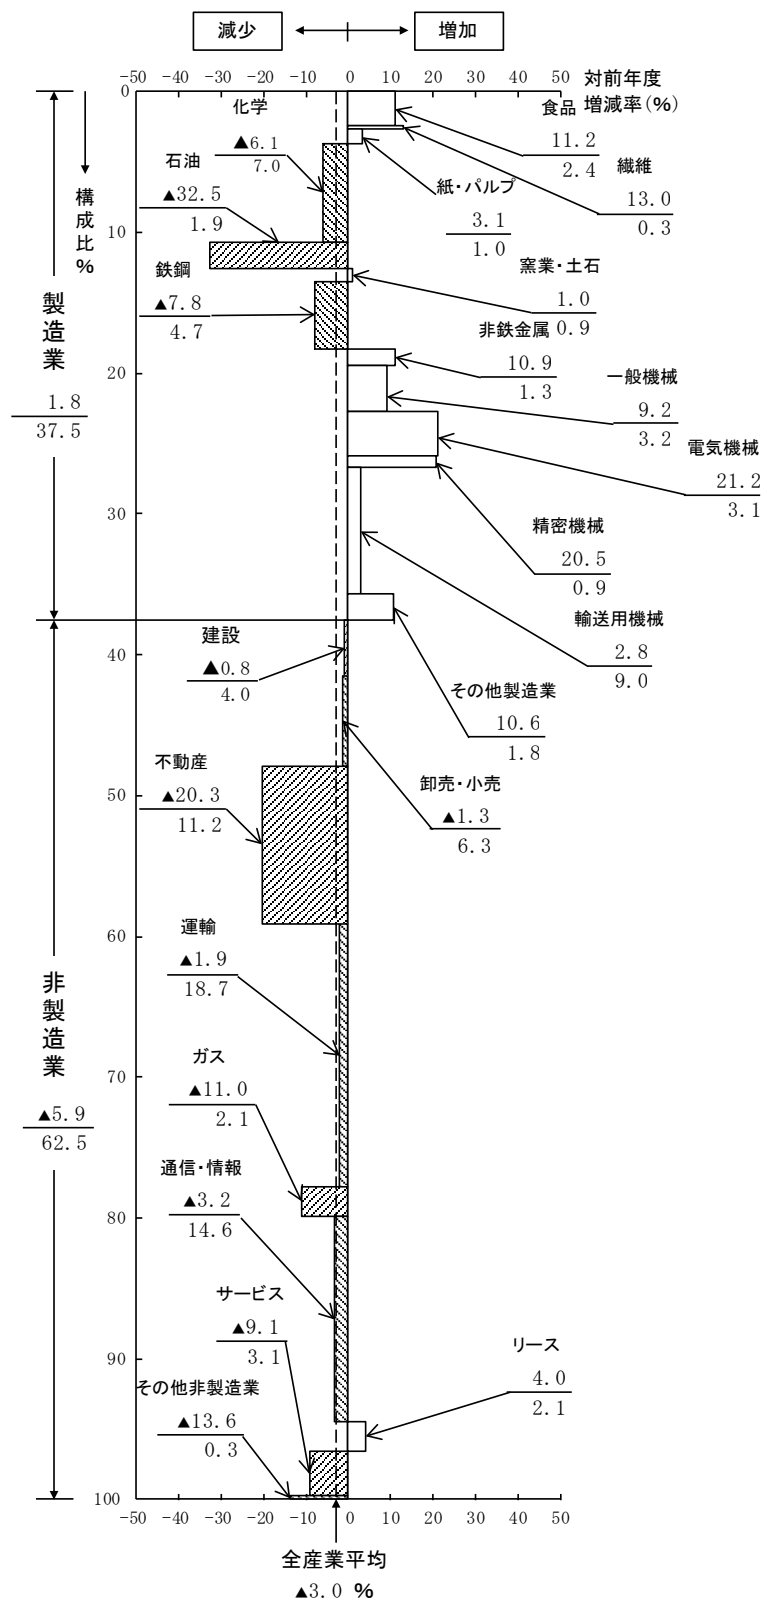 減少
増加
-50 -40 -30 -20 -10 0 10 20 30 40 50
対前年度
増減率(%)
0
10
20
30
40
50
60
70
80
90
100
構成比%
製造業
1.8
37.5
非製造業
▲5.9
62.5
食品
11.2
2.4
繊維
13.0
0.3
紙・パルプ
3.1
1.0
化学
▲6.1
7.0
石油
▲32.5
1.9
窯業・土石
1.0
0.9
鉄鋼
▲7.8
4.7
非鉄金属
10.9
1.3
一般機械
9.2
3.2
電気機械
21.2
3.1
精密機械
20.5
0.9
輸送用機械
2.8
9.0
その他製造業
10.6
1.8
建設
▲0.8
4.0
卸売・小売
▲1.3
6.3
不動産
▲20.3
11.2
運輸
▲1.9
18.7
ガス
▲11.0
2.1
通信・情報
▲3.2
14.6
リース
4.0
2.1
サービス
▲9.1
3.1
その他非製造業
▲13.6
0.3
-50 -40 -30 -20 -10 0 10 20 30 40 50
全産業平均
▲3.0 %